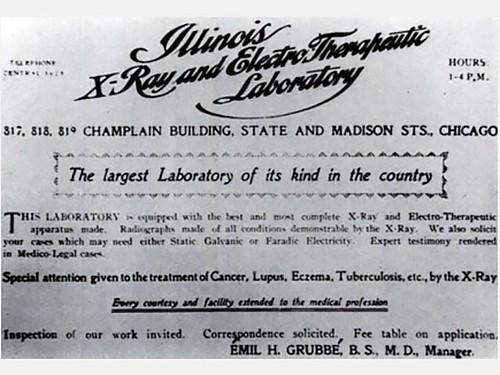 Illinois
X-Ray and Electro Therapeutic
Laboratory
TELEPHONE
CENTRAL
HOURS:
1-4 P.M.
817, 818, 819 CHAMPLAIN BUILDING, STATE AND MADISON STS., CHICAGO
The largest Laboratory of its kind in the country
THIS LABORATORY is equipped with the best and most complete X-Ray and Electro-Therapeutic
apparatus made. Radiographs made of all conditions demonstrable by the X-Ray. We also solicit
your cases which may need either Static, Galvanic or Faradic Electricity. Expert testimony rendered
in Medico-Legal cases.
Special attention given to the treatment of Cancer, Lupus, Eczema, Tuberculosis, etc., by the X-Ray
Every courtesy and facility extended to the medical profession
Inspection of our work invited. Correspondence solicited. Fee table on application.
EMIL H. GRUBBÉ, B. S., M. D., Manager.